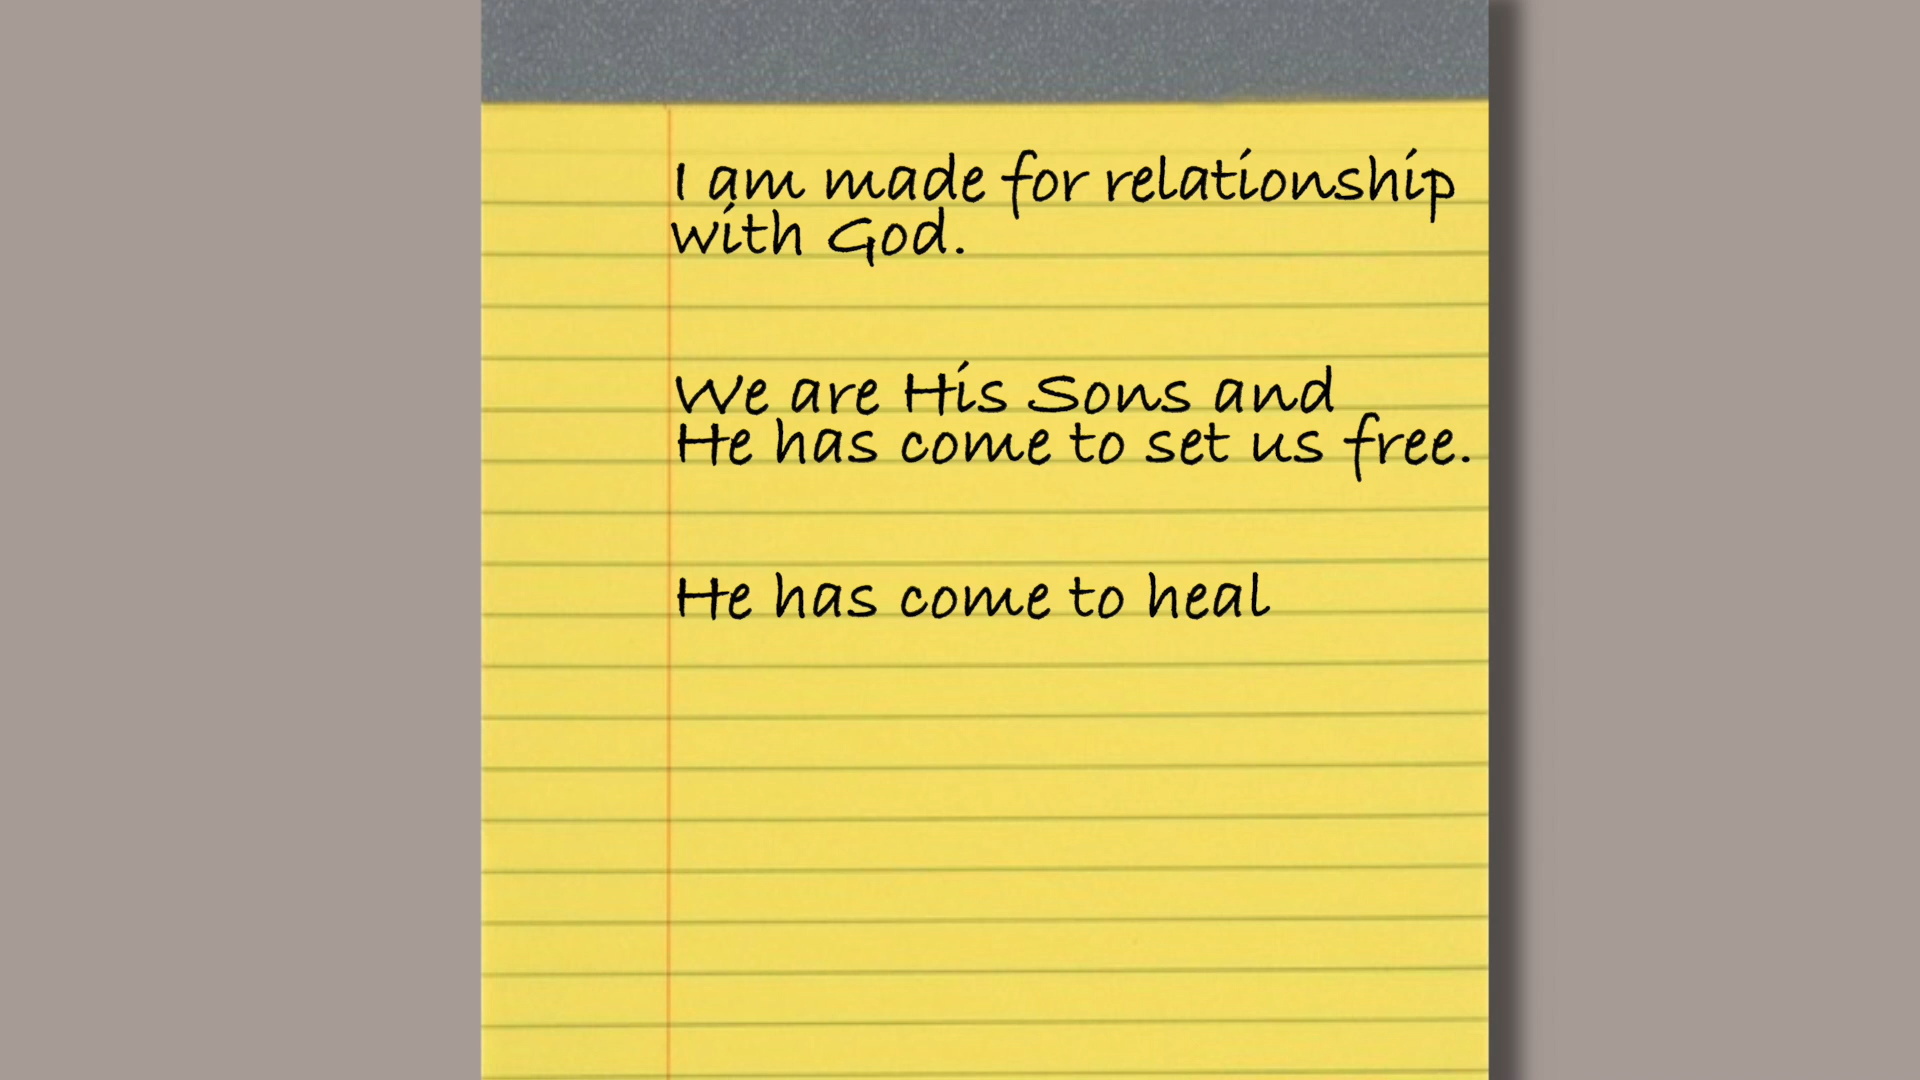 I am made for relationship
with God.
We are His Sons and
He has come to set us free.
He has come to heal